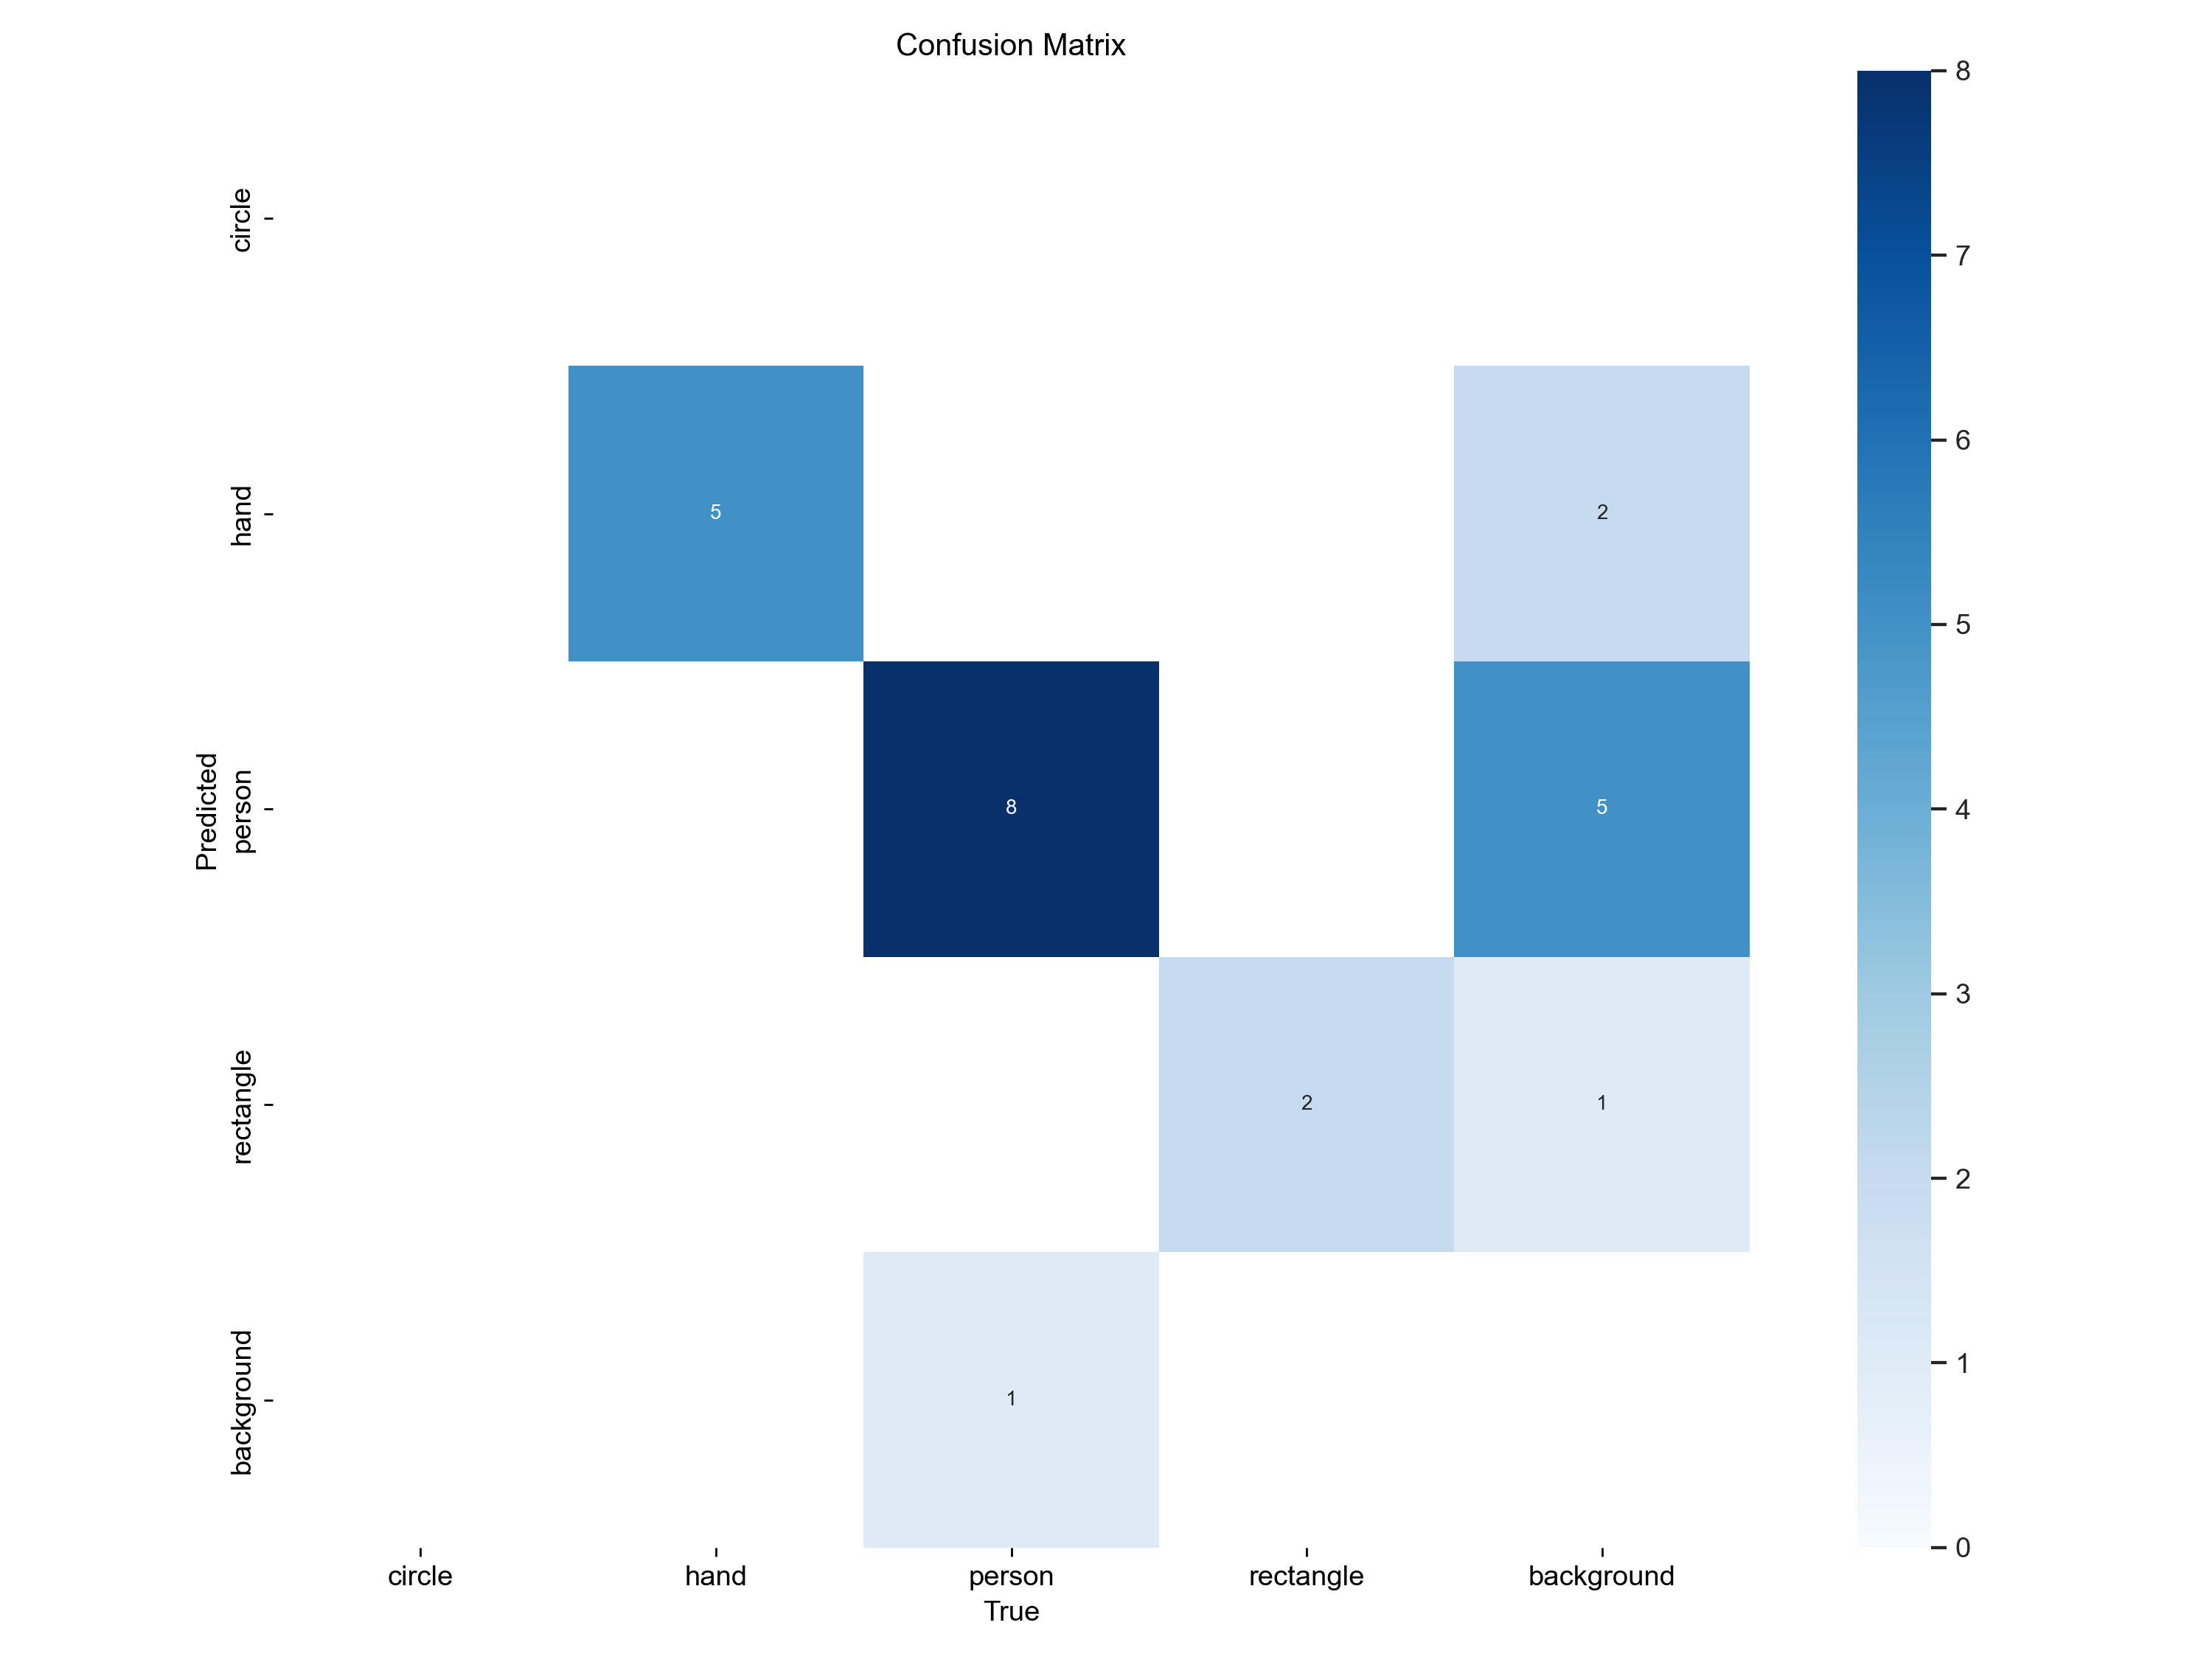 Confusion Matrix
8
7
6
5
4
3
2
1
0
circle
hand
person
rectangle
background
Predicted
5
2
8
5
2
1
1
circle
hand
person
rectangle
background
True